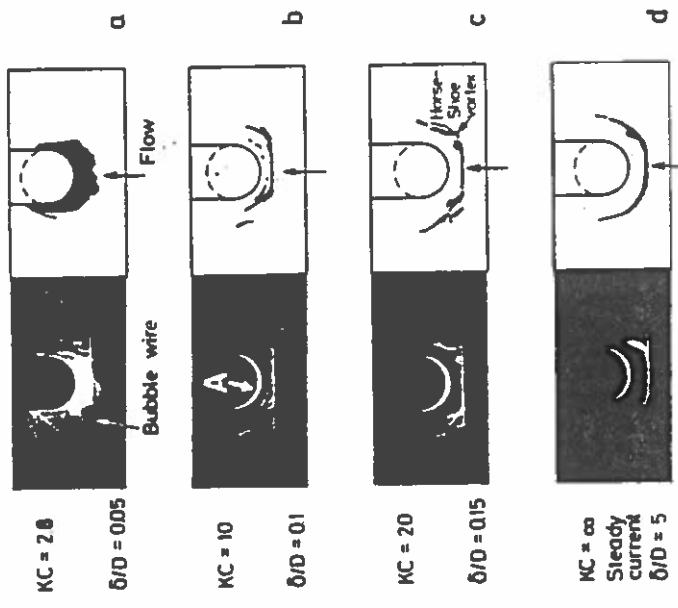 a
KC = 2.8
δ/D = 0.05
Bubble wire
Flow
b
KC = 10
δ/D = 0.1
A
c
KC = 20
δ/D = 0.15
Horse-
Shoe
vortex
d
KC = ∞
Steady
current
δ/D = 5